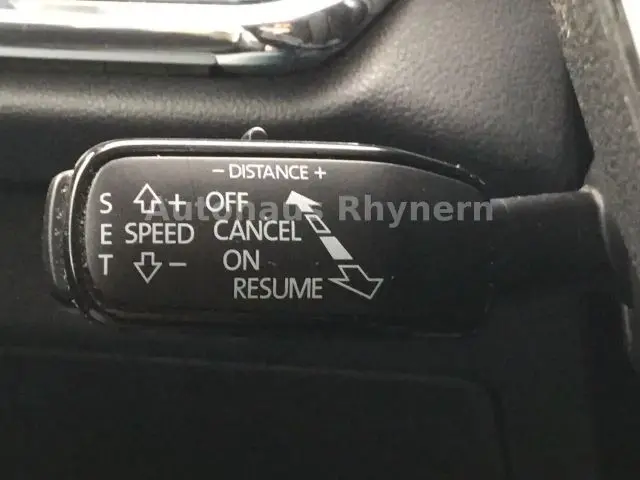 − DISTANCE +
S + OFF
E SPEED CANCEL
T − ON
RESUME
Autohaus Rhynern